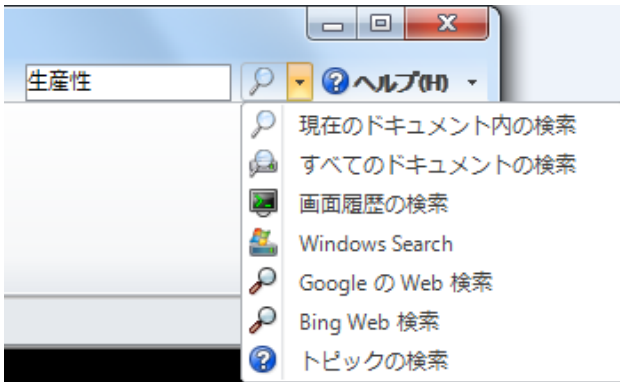 生産性
ヘルプ(H)
現在のドキュメント内の検索
すべてのドキュメントの検索
画面履歴の検索
Windows Search
Google の Web 検索
Bing Web 検索
トピックの検索